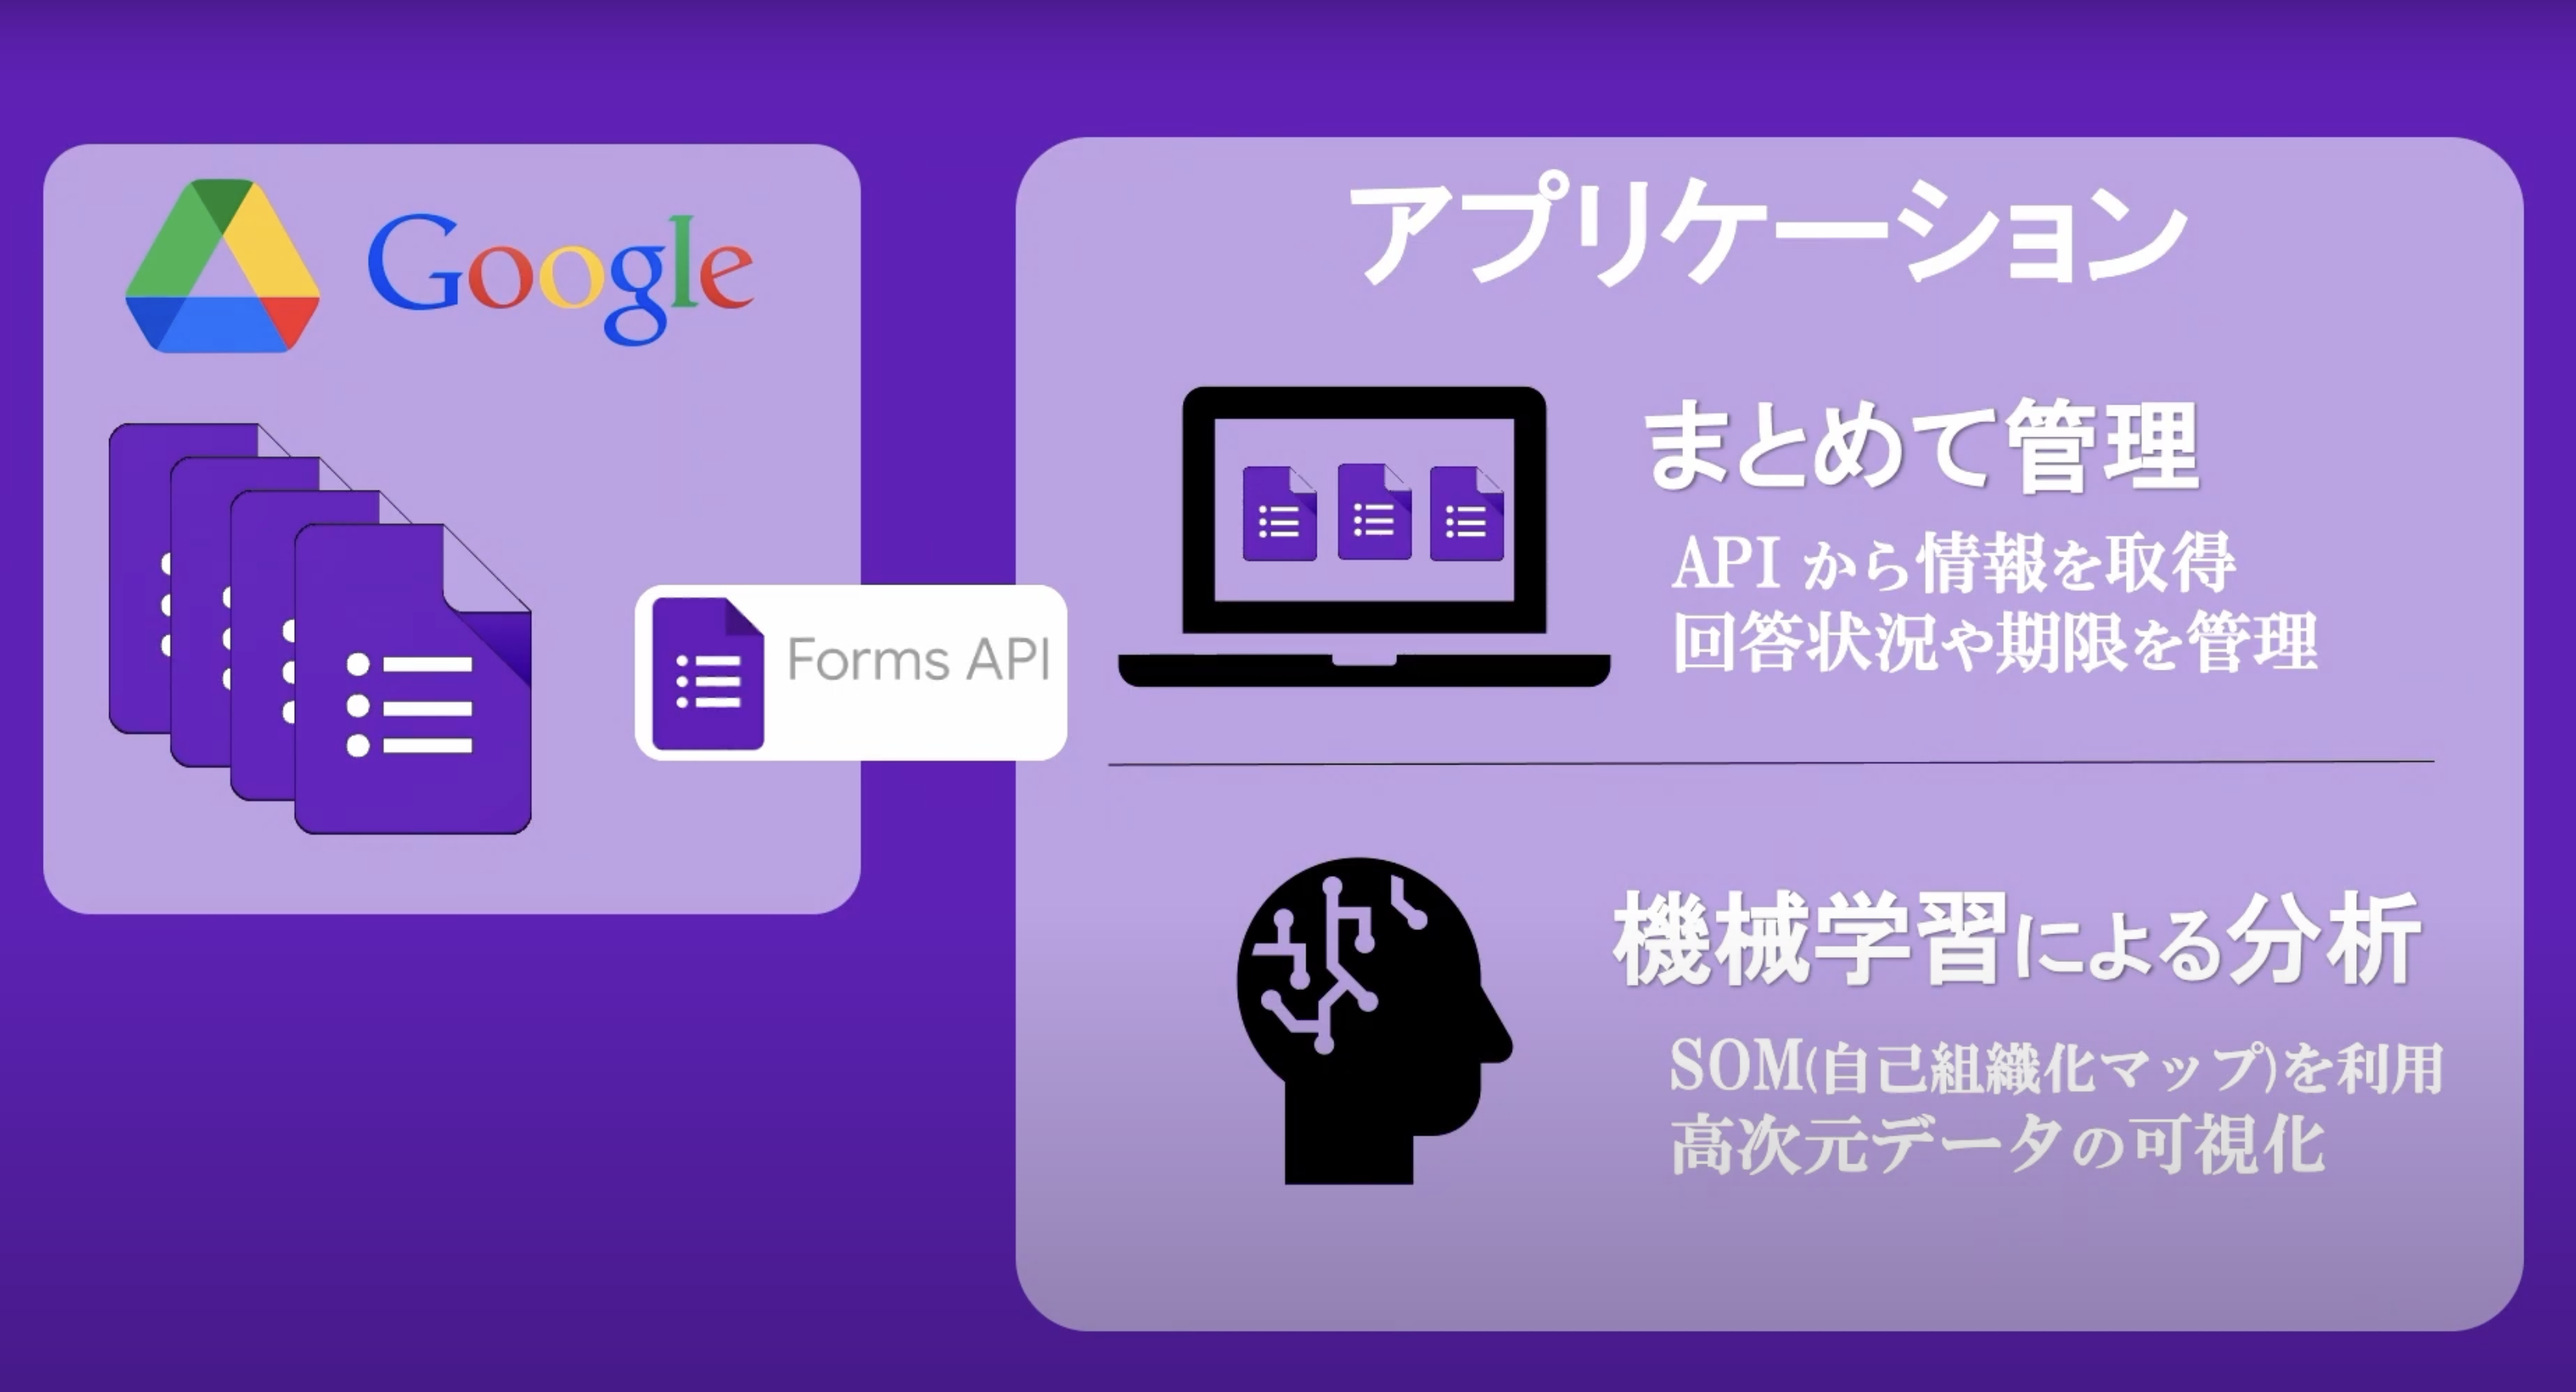 Google
Forms API
アプリケーション
まとめて管理
API から情報を取得
回答状況や期限を管理
機械学習による分析
SOM(自己組織化マップ)を利用
高次元データの可視化